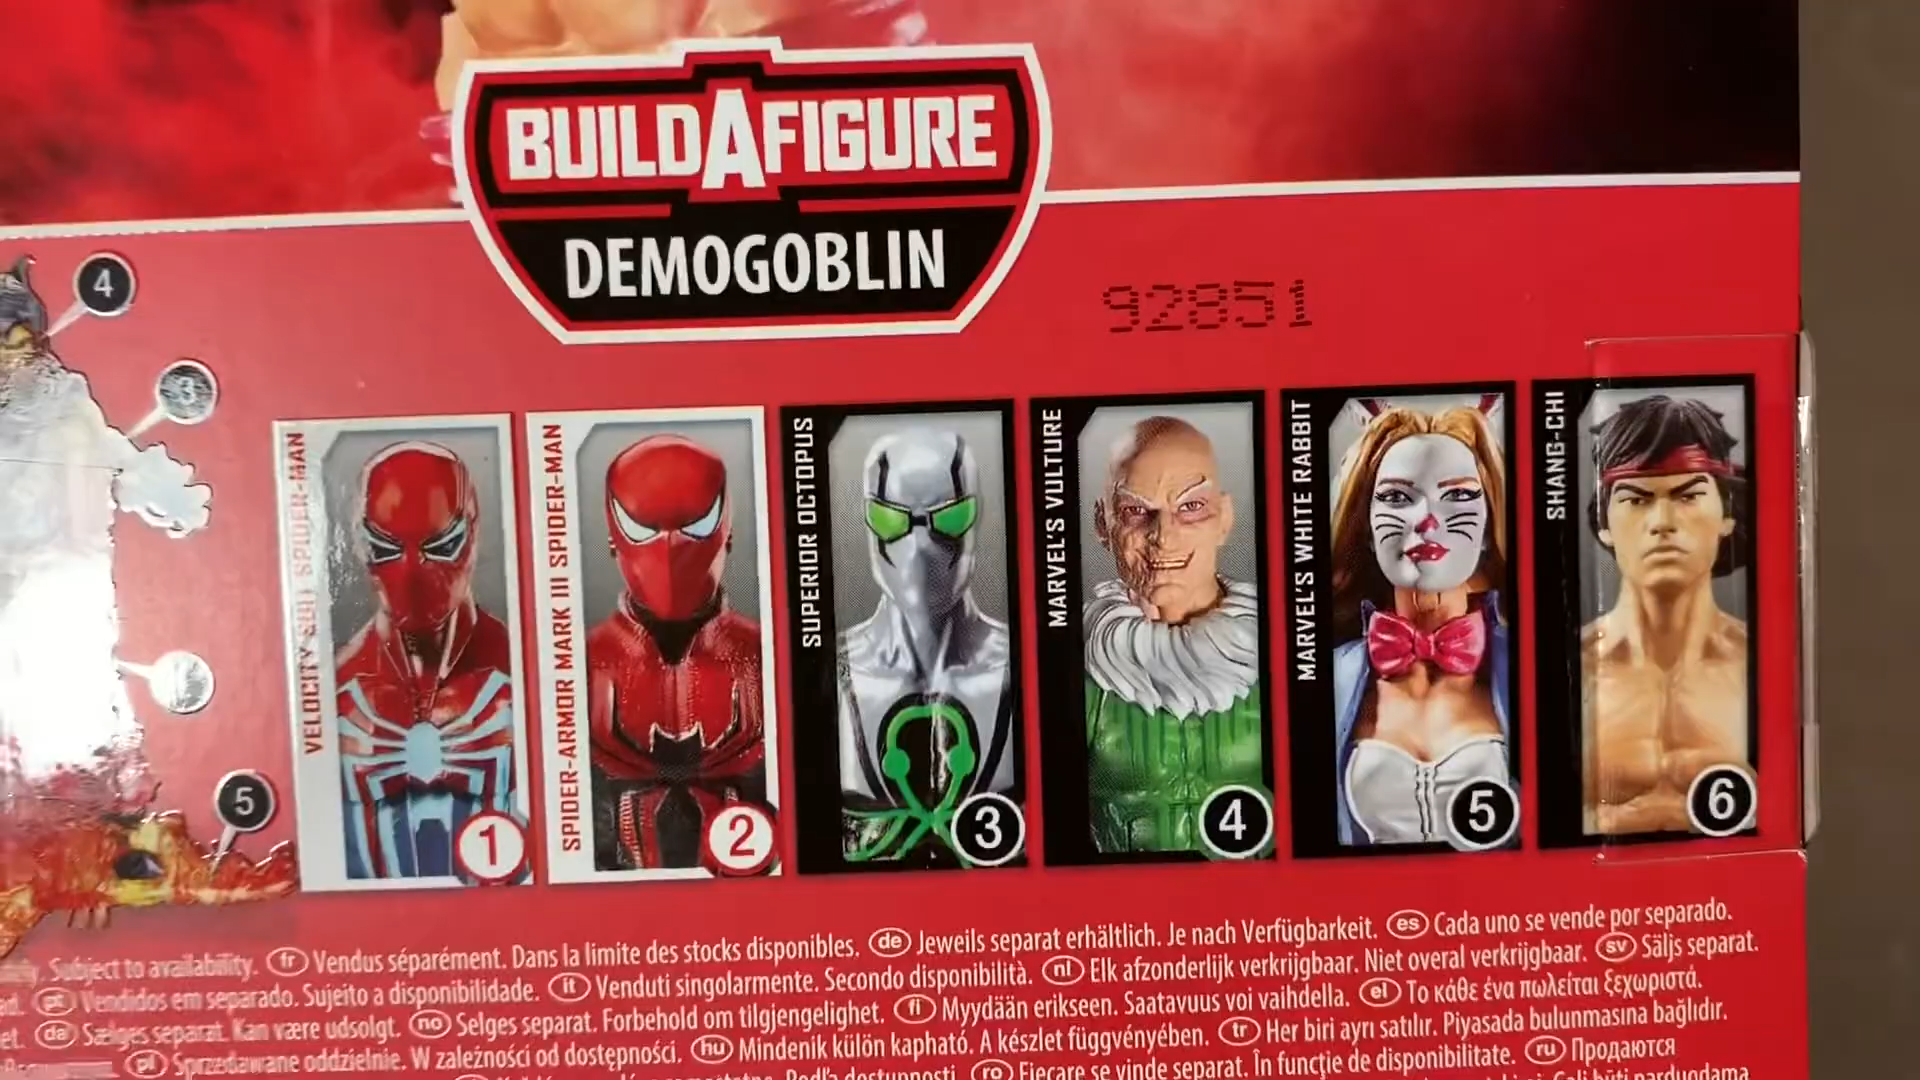 BUILDAFIGURE
DEMOGOBLIN
92851
4
3
5
VELOCITY SUIT SPIDER-MAN
1
SPIDER-ARMOR MARK III SPIDER-MAN
2
SUPERIOR OCTOPUS
3
MARVEL'S VULTURE
4
MARVEL'S WHITE RABBIT
5
SHANG-CHI
6
Subject to availability. fr Vendus séparément. Dans la limite des stocks disponibles. de Jeweils separat erhältlich. Je nach Verfügbarkeit. es Cada uno se vende por separado.
pt Vendidos em separado. Sujeito a disponibilidade. it Venduti singolarmente. Secondo disponibilità. nl Elk afzonderlijk verkrijgbaar. Niet overal verkrijgbaar. sv Säljs separat.
da Sælges separat. Kan være udsolgt. no Selges separat. Forbehold om tilgjengelighet. fi Myydään erikseen. Saatavuus voi vaihdella. el Το κάθε ένα πωλείται ξεχωριστά.
pl Sprzedawane oddzielnie. W zależności od dostępności. hu Mindenik külön kapható. A készlet függvényében. tr Her biri ayrı satılır. Piyasada bulunmasına bağlıdır.
ro Fiecare se vinde separat. În funcție de disponibilitate. ru Продаются